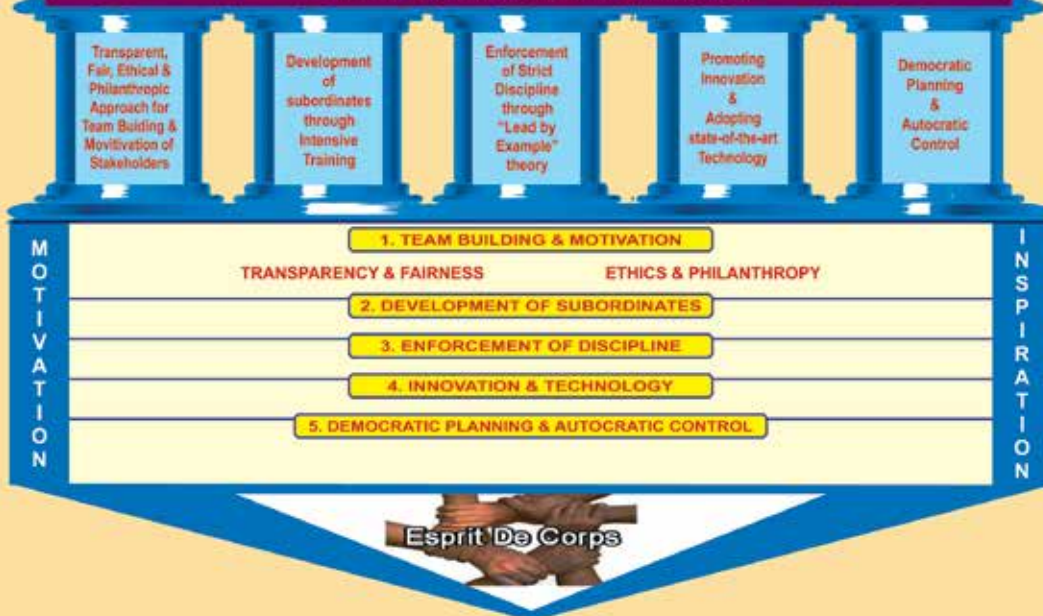 Transparent,
Fair, Ethical &
Philanthropic
Approach for
Team Buiding &
Movitivation of
Stakeholders
Development
of
subordinates
through
Intensive
Training
Enforcement
of Strict
Discipline
through
"Lead by
Example"
theory
Promoting
Innovation
&
Adopting
state-of-the-art
Technology
Democratic
Planning
&
Autocratic
Control
MOTIVATION
1. TEAM BUILDING & MOTIVATION
TRANSPARENCY & FAIRNESS ETHICS & PHILANTHROPY
2. DEVELOPMENT OF SUBORDINATES
3. ENFORCEMENT OF DISCIPLINE
4. INNOVATION & TECHNOLOGY
5. DEMOCRATIC PLANNING & AUTOCRATIC CONTROL
INSPIRATION
Esprit De Corps